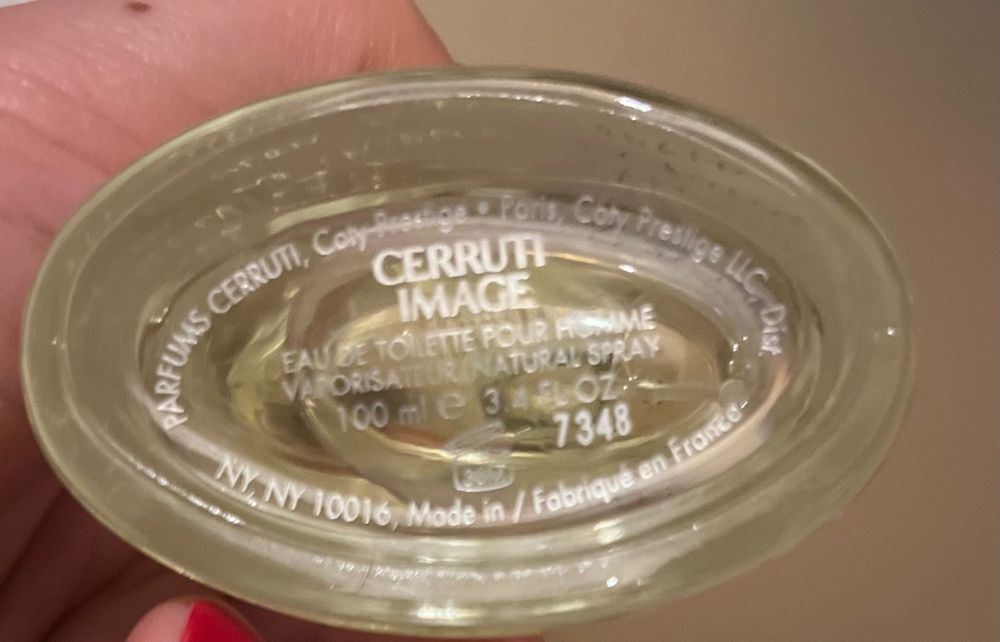 PARFUMS CERRUTI, Coty Prestige • Paris, Coty Prestige LLC, Dist.
CERRUTI
IMAGE
EAU DE TOILETTE POUR HOMME
VAPORISATEUR NATURAL SPRAY
100 ml ℮ 3.4 FL OZ
7348
NY, NY 10016, Made in / Fabriqué en France